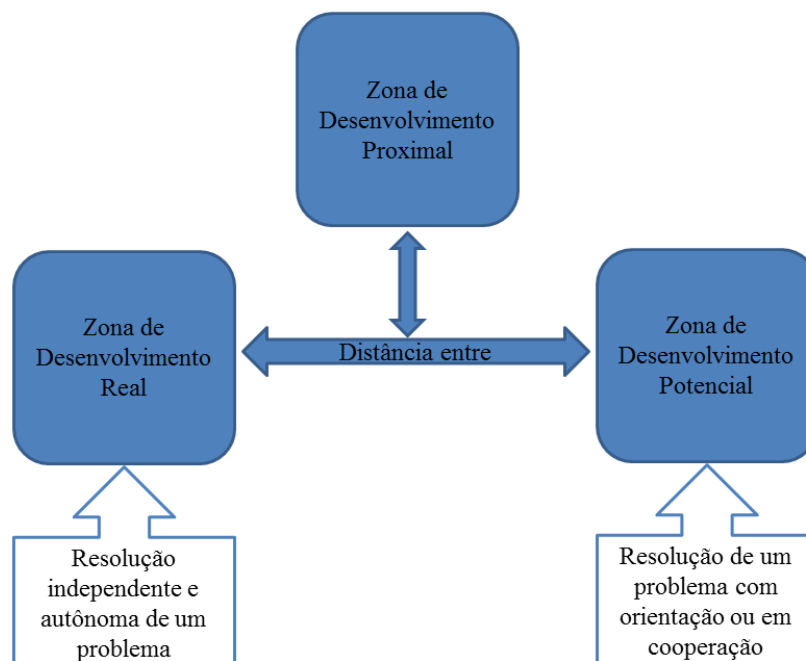 Zona de
Desenvolvimento
Proximal
Zona de
Desenvolvimento
Real
Distância entre
Zona de
Desenvolvimento
Potencial
Resolução
independente e
autônoma de um
problema
Resolução de um
problema com
orientação ou em
cooperação